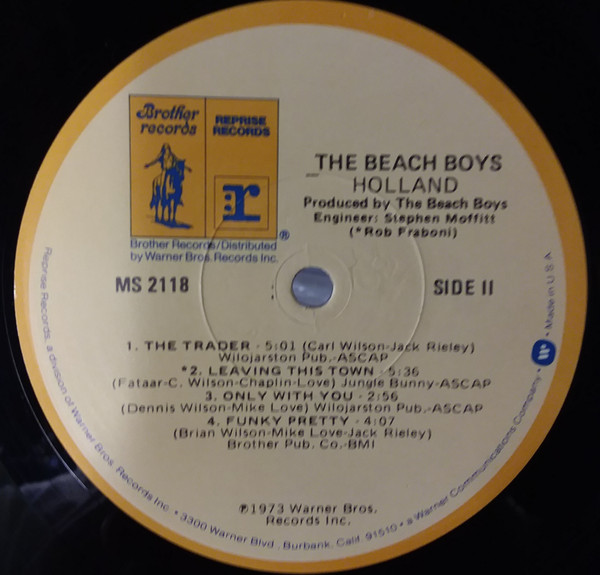 Brother
records
REPRISE
RECORDS
r
®
Brother Records/Distributed
by Warner Bros. Records Inc.
THE BEACH BOYS
HOLLAND
Produced by The Beach Boys
Engineer: Stephen Moffitt
(*Rob Fraboni)
MS 2118
SIDE II
1. THE TRADER - 5:01 (Carl Wilson-Jack Rieley)
Wilojarston Pub.-ASCAP
*2. LEAVING THIS TOWN - 5:36
(Fataar-C. Wilson-Chaplin-Love) Jungle Bunny-ASCAP
3. ONLY WITH YOU - 2:56
(Dennis Wilson-Mike Love) Wilojarston Pub.-ASCAP
4. FUNKY PRETTY - 4:07
(Brian Wilson-Mike Love-Jack Rieley)
Brother Pub. Co.-BMI
℗1973 Warner Bros.
Records Inc.
Reprise Records, a division of Warner Bros. Records Inc. • 3300 Warner Blvd., Burbank, Calif. 91510 • a Warner Communications Company • W • Made in U.S.A.